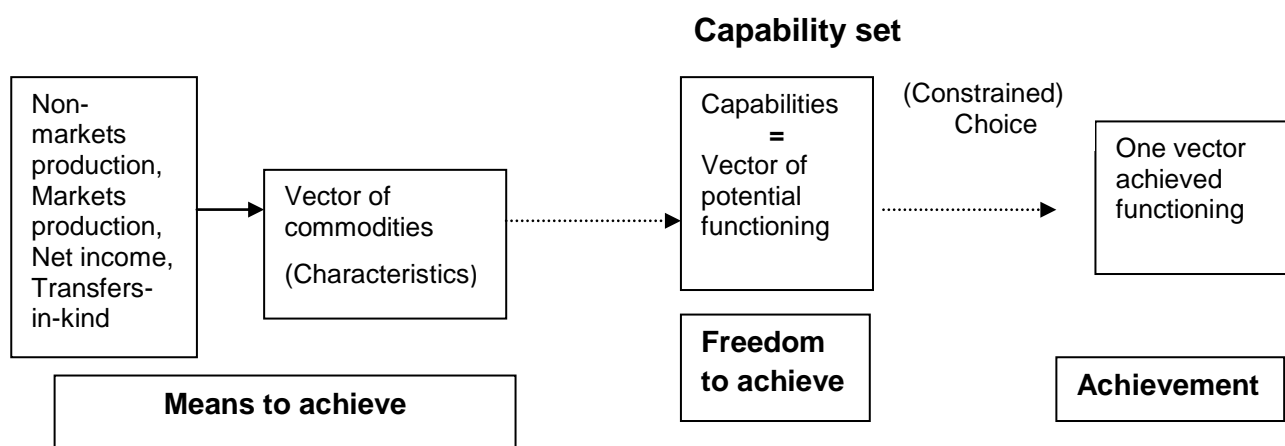 Capability set
Non-
markets
production,
Markets
production,
Net income,
Transfers-
in-kind
Vector of
commodities
(Characteristics)
Capabilities
=
Vector of
potential
functioning
(Constrained)
Choice
One vector
achieved
functioning
Means to achieve
Freedom
to achieve
Achievement